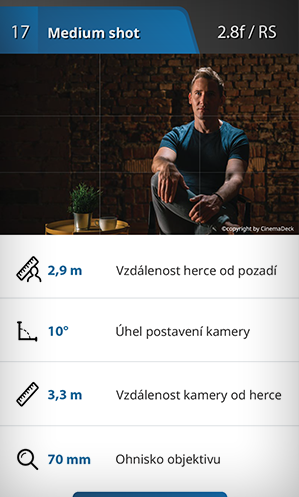 17 Medium shot 2.8f / RS
©copyright by CinemaDeck
2,9 m Vzdálenost herce od pozadí
10° Úhel postavení kamery
3,3 m Vzdálenost kamery od herce
70 mm Ohnisko objektivu